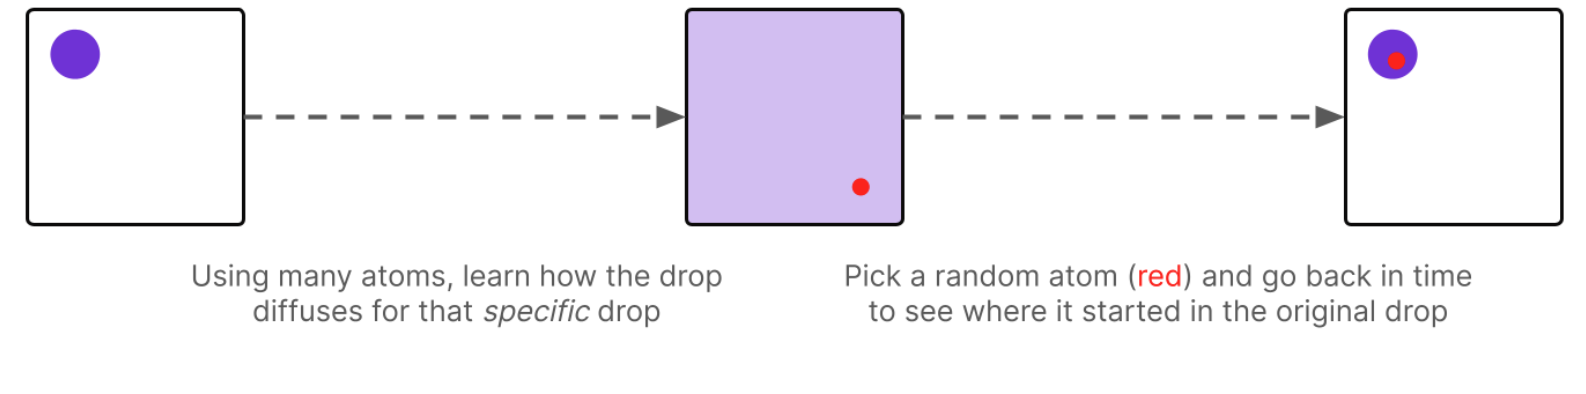 Using many atoms, learn how the drop
diffuses for that specific drop
Pick a random atom (red) and go back in time
to see where it started in the original drop